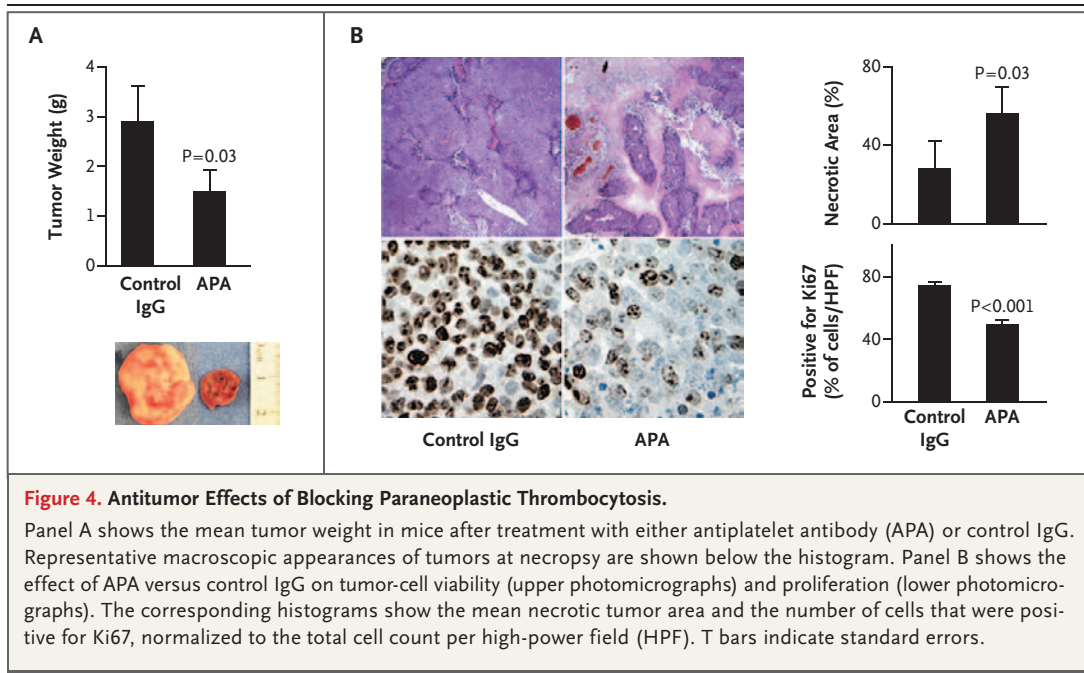 A
Tumor Weight (g)
4
3
2
1
0
P=0.03
Control
IgG
APA
B
Control IgG
APA
Necrotic Area (%)
80
40
0
P=0.03
Positive for Ki67
(% of cells/HPF)
80
40
0
P<0.001
Control
IgG
APA
Figure 4. Antitumor Effects of Blocking Paraneoplastic Thrombocytosis.
Panel A shows the mean tumor weight in mice after treatment with either antiplatelet antibody (APA) or control IgG.
Representative macroscopic appearances of tumors at necropsy are shown below the histogram. Panel B shows the
effect of APA versus control IgG on tumor-cell viability (upper photomicrographs) and proliferation (lower photomicro-
graphs). The corresponding histograms show the mean necrotic tumor area and the number of cells that were posi-
tive for Ki67, normalized to the total cell count per high-power field (HPF). T bars indicate standard errors.